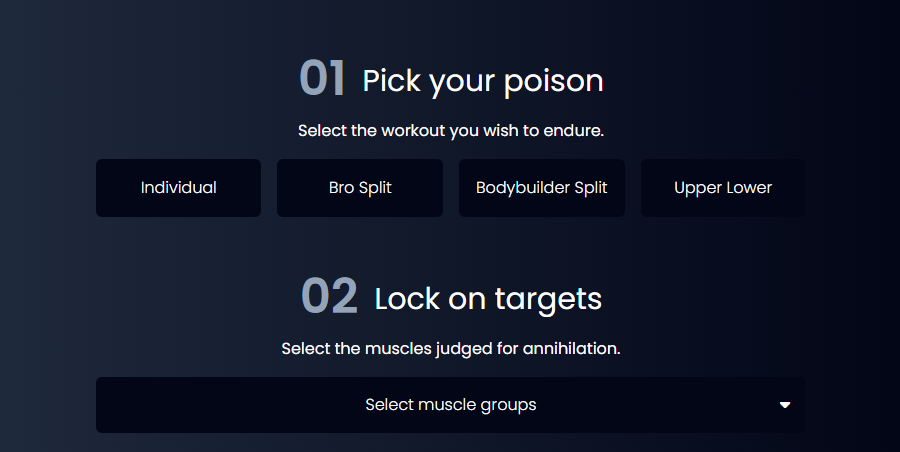 01 Pick your poison
Select the workout you wish to endure.
Individual
Bro Split
Bodybuilder Split
Upper Lower
02 Lock on targets
Select the muscles judged for annihilation.
Select muscle groups